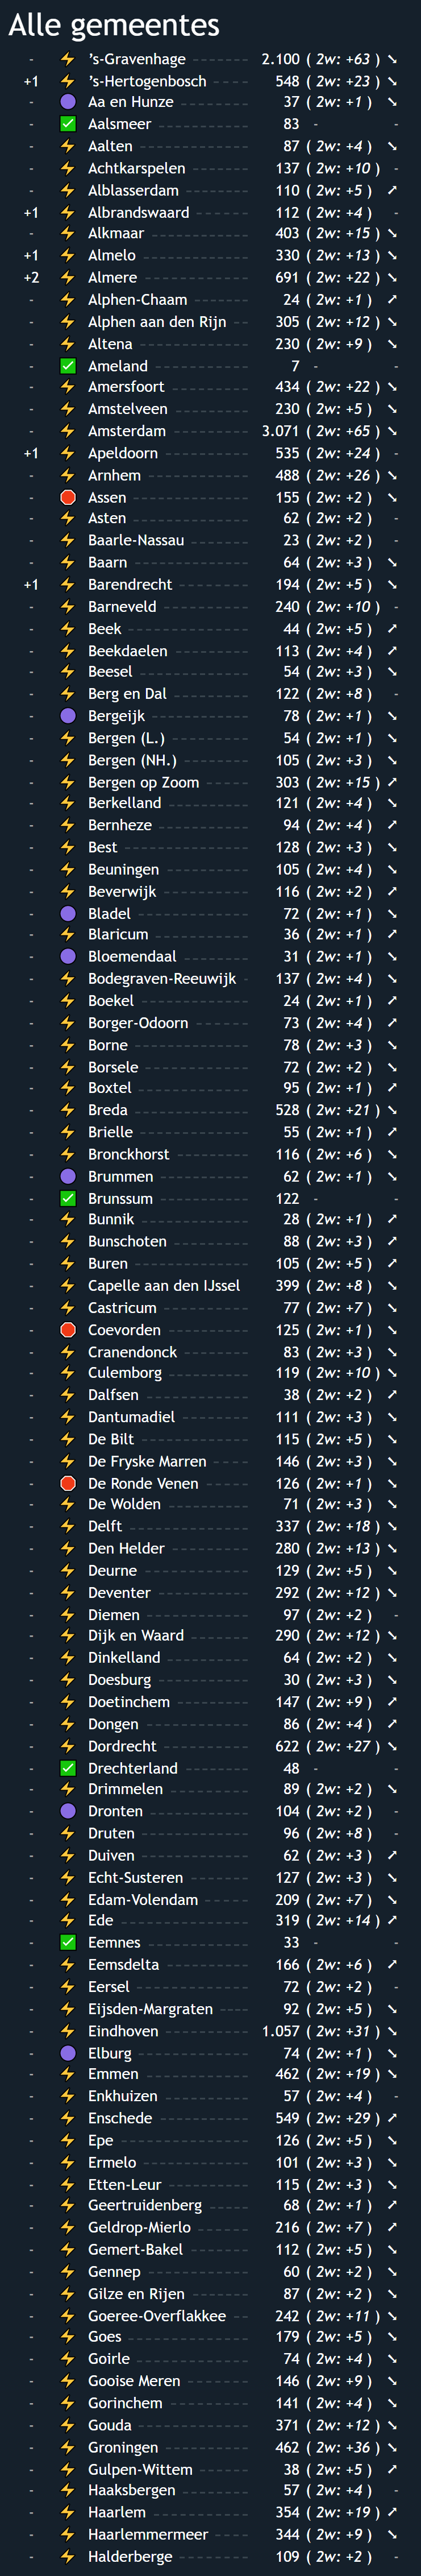 Alle gemeentes
- ⚡ ’s-Gravenhage 2.100 ( 2w: +63 ) ↘
+1 ⚡ ’s-Hertogenbosch 548 ( 2w: +23 ) ↘
- 🟣 Aa en Hunze 37 ( 2w: +1 ) ↘
- ✅ Aalsmeer 83 - -
- ⚡ Aalten 87 ( 2w: +4 ) ↘
- ⚡ Achtkarspelen 137 ( 2w: +10 ) -
- ⚡ Alblasserdam 110 ( 2w: +5 ) ↗
+1 ⚡ Albrandswaard 112 ( 2w: +4 ) -
- ⚡ Alkmaar 403 ( 2w: +15 ) ↘
+1 ⚡ Almelo 330 ( 2w: +13 ) ↘
+2 ⚡ Almere 691 ( 2w: +22 ) ↘
- ⚡ Alphen-Chaam 24 ( 2w: +1 ) ↗
- ⚡ Alphen aan den Rijn 305 ( 2w: +12 ) ↘
- ⚡ Altena 230 ( 2w: +9 ) ↘
- ✅ Ameland 7 - -
- ⚡ Amersfoort 434 ( 2w: +22 ) ↘
- ⚡ Amstelveen 230 ( 2w: +5 ) ↘
- ⚡ Amsterdam 3.071 ( 2w: +65 ) ↘
+1 ⚡ Apeldoorn 535 ( 2w: +24 ) -
- ⚡ Arnhem 488 ( 2w: +26 ) ↘
- 🛑 Assen 155 ( 2w: +2 ) ↘
- ⚡ Asten 62 ( 2w: +2 ) -
- ⚡ Baarle-Nassau 23 ( 2w: +2 ) -
- ⚡ Baarn 64 ( 2w: +3 ) ↘
+1 ⚡ Barendrecht 194 ( 2w: +5 ) ↘
- ⚡ Barneveld 240 ( 2w: +10 ) -
- ⚡ Beek 44 ( 2w: +5 ) ↗
- ⚡ Beekdaelen 113 ( 2w: +4 ) ↗
- ⚡ Beesel 54 ( 2w: +3 ) ↘
- ⚡ Berg en Dal 122 ( 2w: +8 ) -
- 🟣 Bergeijk 78 ( 2w: +1 ) ↘
- ⚡ Bergen (L.) 54 ( 2w: +1 ) ↘
- ⚡ Bergen (NH.) 105 ( 2w: +3 ) ↘
- ⚡ Bergen op Zoom 303 ( 2w: +15 ) ↗
- ⚡ Berkelland 121 ( 2w: +4 ) ↘
- ⚡ Bernheze 94 ( 2w: +4 ) ↗
- ⚡ Best 128 ( 2w: +3 ) ↘
- ⚡ Beuningen 105 ( 2w: +4 ) ↘
- ⚡ Beverwijk 116 ( 2w: +2 ) ↗
- 🟣 Bladel 72 ( 2w: +1 ) ↘
- ⚡ Blaricum 36 ( 2w: +1 ) ↗
- 🟣 Bloemendaal 31 ( 2w: +1 ) ↘
- ⚡ Bodegraven-Reeuwijk 137 ( 2w: +4 ) ↘
- ⚡ Boekel 24 ( 2w: +1 ) ↗
- ⚡ Borger-Odoorn 73 ( 2w: +4 ) ↗
- ⚡ Borne 78 ( 2w: +3 ) ↘
- ⚡ Borsele 72 ( 2w: +2 ) ↘
- ⚡ Boxtel 95 ( 2w: +1 ) ↗
- ⚡ Breda 528 ( 2w: +21 ) ↘
- ⚡ Brielle 55 ( 2w: +1 ) ↗
- ⚡ Bronckhorst 116 ( 2w: +6 ) ↘
- 🟣 Brummen 62 ( 2w: +1 ) ↘
- ✅ Brunssum 122 - -
- ⚡ Bunnik 28 ( 2w: +1 ) ↗
- ⚡ Bunschoten 88 ( 2w: +3 ) ↗
- ⚡ Buren 105 ( 2w: +5 ) ↗
- ⚡ Capelle aan den IJssel 399 ( 2w: +8 ) ↘
- ⚡ Castricum 77 ( 2w: +7 ) ↘
- 🛑 Coevorden 125 ( 2w: +1 ) ↘
- ⚡ Cranendonck 83 ( 2w: +3 ) ↘
- ⚡ Culemborg 119 ( 2w: +10 ) ↘
- ⚡ Dalfsen 38 ( 2w: +2 ) ↗
- ⚡ Dantumadiel 111 ( 2w: +3 ) ↘
- ⚡ De Bilt 115 ( 2w: +5 ) ↘
- ⚡ De Fryske Marren 146 ( 2w: +3 ) ↘
- 🛑 De Ronde Venen 126 ( 2w: +1 ) ↘
- ⚡ De Wolden 71 ( 2w: +3 ) ↘
- ⚡ Delft 337 ( 2w: +18 ) ↘
- ⚡ Den Helder 280 ( 2w: +13 ) ↘
- ⚡ Deurne 129 ( 2w: +5 ) ↘
- ⚡ Deventer 292 ( 2w: +12 ) ↘
- ⚡ Diemen 97 ( 2w: +2 ) -
- ⚡ Dijk en Waard 290 ( 2w: +12 ) ↘
- ⚡ Dinkelland 64 ( 2w: +2 ) ↘
- ⚡ Doesburg 30 ( 2w: +3 ) ↗
- ⚡ Doetinchem 147 ( 2w: +9 ) ↗
- ⚡ Dongen 86 ( 2w: +4 ) ↗
- ⚡ Dordrecht 622 ( 2w: +27 ) ↘
- ✅ Drechterland 48 - -
- ⚡ Drimmelen 89 ( 2w: +2 ) ↘
- 🟣 Dronten 104 ( 2w: +2 ) -
- ⚡ Druten 96 ( 2w: +8 ) -
- ⚡ Duiven 62 ( 2w: +3 ) ↗
- ⚡ Echt-Susteren 127 ( 2w: +3 ) ↘
- ⚡ Edam-Volendam 209 ( 2w: +7 ) ↘
- ⚡ Ede 319 ( 2w: +14 ) ↗
- ✅ Eemnes 33 - -
- ⚡ Eemsdelta 166 ( 2w: +6 ) ↗
- ⚡ Eersel 72 ( 2w: +2 ) -
- ⚡ Eijsden-Margraten 92 ( 2w: +5 ) ↘
- ⚡ Eindhoven 1.057 ( 2w: +31 ) ↘
- 🟣 Elburg 74 ( 2w: +1 ) ↘
- ⚡ Emmen 462 ( 2w: +19 ) ↘
- ⚡ Enkhuizen 57 ( 2w: +4 ) -
- ⚡ Enschede 549 ( 2w: +29 ) ↗
- ⚡ Epe 126 ( 2w: +5 ) ↘
- ⚡ Ermelo 101 ( 2w: +3 ) ↘
- ⚡ Etten-Leur 115 ( 2w: +3 ) ↘
- ⚡ Geertruidenberg 68 ( 2w: +1 ) ↗
- ⚡ Geldrop-Mierlo 216 ( 2w: +7 ) ↗
- ⚡ Gemert-Bakel 112 ( 2w: +5 ) ↘
- ⚡ Gennep 60 ( 2w: +2 ) ↘
- ⚡ Gilze en Rijen 87 ( 2w: +2 ) ↘
- ⚡ Goeree-Overflakkee 242 ( 2w: +11 ) ↘
- ⚡ Goes 179 ( 2w: +5 ) ↘
- ⚡ Goirle 74 ( 2w: +4 ) ↘
- ⚡ Gooise Meren 146 ( 2w: +9 ) ↘
- ⚡ Gorinchem 141 ( 2w: +4 ) ↘
- ⚡ Gouda 371 ( 2w: +12 ) ↘
- ⚡ Groningen 462 ( 2w: +36 ) ↘
- ⚡ Gulpen-Wittem 38 ( 2w: +5 ) ↗
- ⚡ Haaksbergen 57 ( 2w: +4 ) -
- ⚡ Haarlem 354 ( 2w: +19 ) ↗
- ⚡ Haarlemmermeer 344 ( 2w: +9 ) ↘
- ⚡ Halderberge 109 ( 2w: +2 ) -